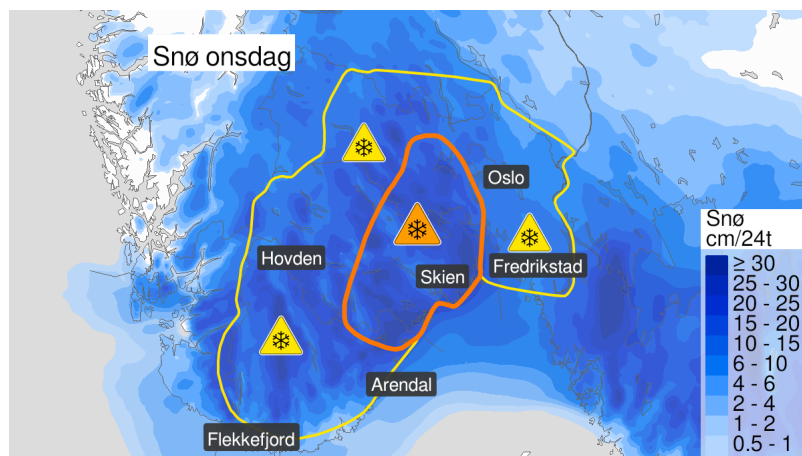 Snø onsdag
Oslo
Hovden
Fredrikstad
Skien
Arendal
Flekkefjord
Snø
cm/24t
≥ 30
25 - 30
20 - 25
15 - 20
10 - 15
6 - 10
4 - 6
2 - 4
1 - 2
0.5 - 1